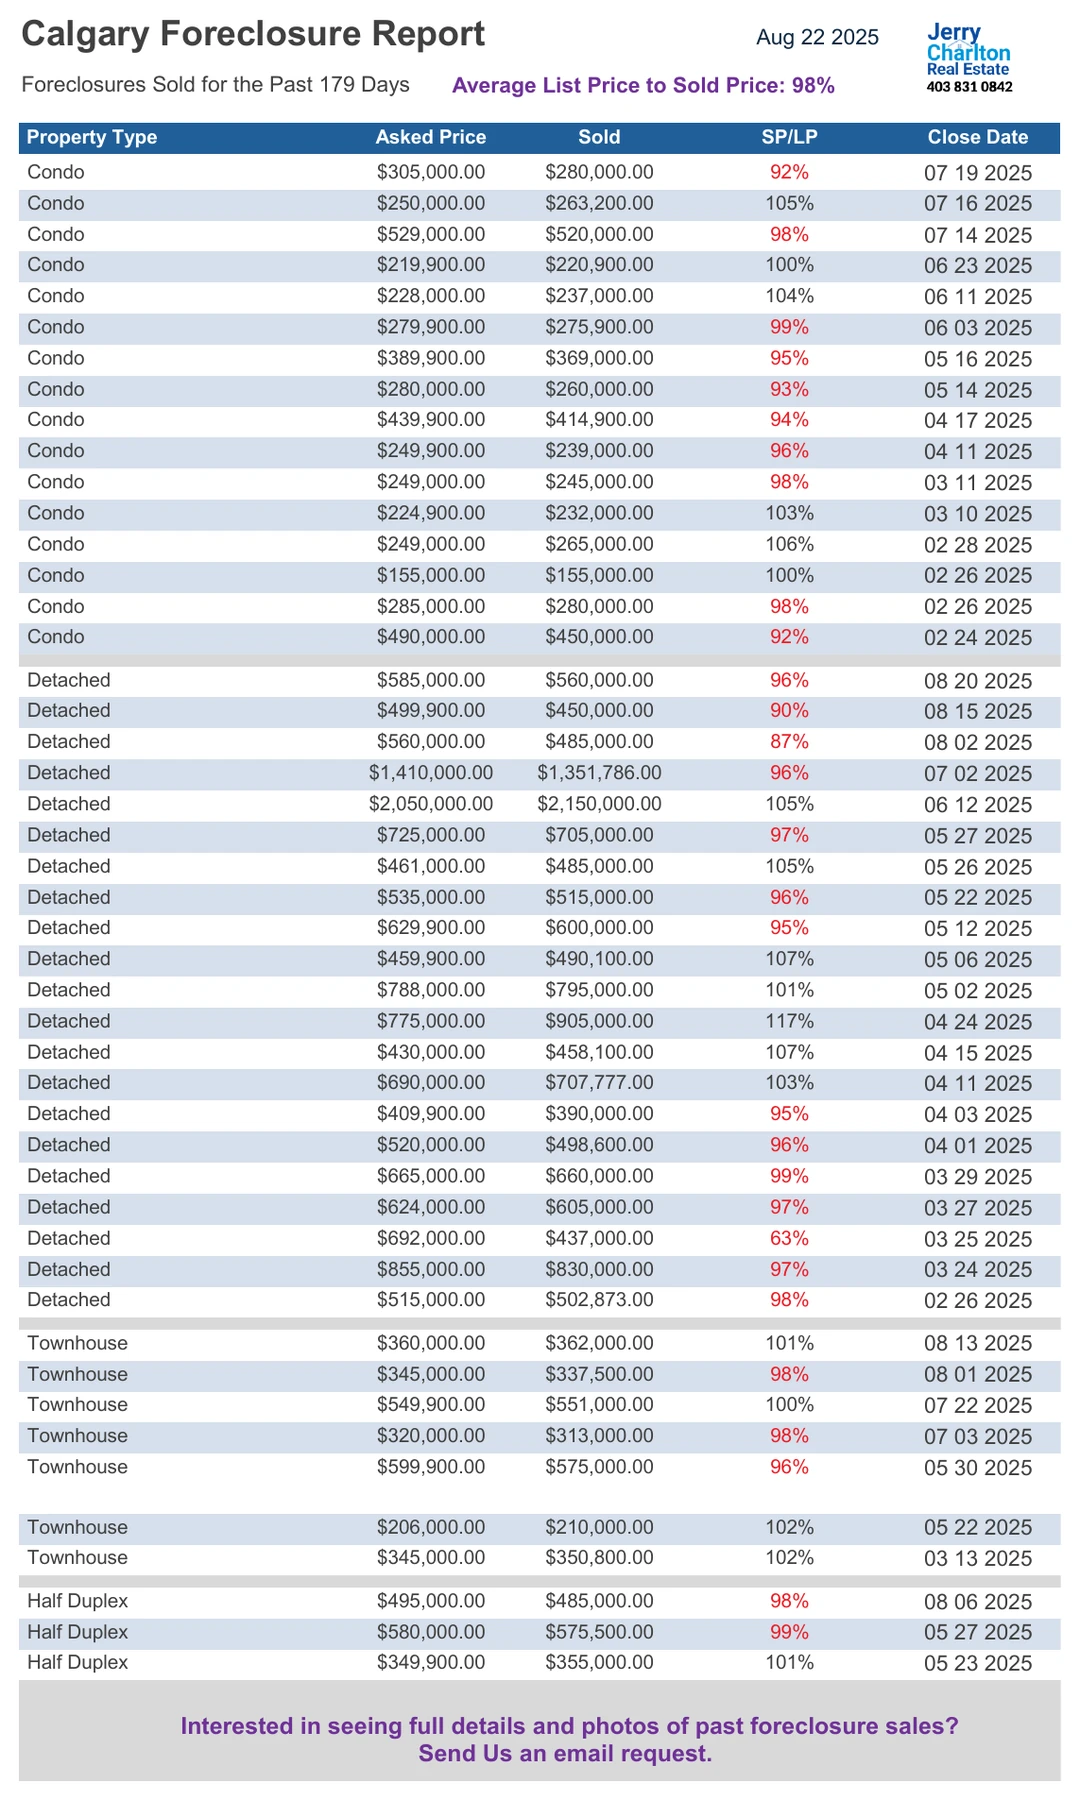 Calgary Foreclosure Report
Aug 22 2025
Jerry
Charlton
Real Estate
403 831 0842
Foreclosures Sold for the Past 179 Days
Average List Price to Sold Price: 98%
Property Type Asked Price Sold SP/LP Close Date
Condo $305,000.00 $280,000.00 92% 07 19 2025
Condo $250,000.00 $263,200.00 105% 07 16 2025
Condo $529,000.00 $520,000.00 98% 07 14 2025
Condo $219,900.00 $220,900.00 100% 06 23 2025
Condo $228,000.00 $237,000.00 104% 06 11 2025
Condo $279,900.00 $275,900.00 99% 06 03 2025
Condo $389,900.00 $369,000.00 95% 05 16 2025
Condo $280,000.00 $260,000.00 93% 05 14 2025
Condo $439,900.00 $414,900.00 94% 04 17 2025
Condo $249,900.00 $239,000.00 96% 04 11 2025
Condo $249,000.00 $245,000.00 98% 03 11 2025
Condo $224,900.00 $232,000.00 103% 03 10 2025
Condo $249,000.00 $265,000.00 106% 02 28 2025
Condo $155,000.00 $155,000.00 100% 02 26 2025
Condo $285,000.00 $280,000.00 98% 02 26 2025
Condo $490,000.00 $450,000.00 92% 02 24 2025
Detached $585,000.00 $560,000.00 96% 08 20 2025
Detached $499,900.00 $450,000.00 90% 08 15 2025
Detached $560,000.00 $485,000.00 87% 08 02 2025
Detached $1,410,000.00 $1,351,786.00 96% 07 02 2025
Detached $2,050,000.00 $2,150,000.00 105% 06 12 2025
Detached $725,000.00 $705,000.00 97% 05 27 2025
Detached $461,000.00 $485,000.00 105% 05 26 2025
Detached $535,000.00 $515,000.00 96% 05 22 2025
Detached $629,900.00 $600,000.00 95% 05 12 2025
Detached $459,900.00 $490,100.00 107% 05 06 2025
Detached $788,000.00 $795,000.00 101% 05 02 2025
Detached $775,000.00 $905,000.00 117% 04 24 2025
Detached $430,000.00 $458,100.00 107% 04 15 2025
Detached $690,000.00 $707,777.00 103% 04 11 2025
Detached $409,900.00 $390,000.00 95% 04 03 2025
Detached $520,000.00 $498,600.00 96% 04 01 2025
Detached $665,000.00 $660,000.00 99% 03 29 2025
Detached $624,000.00 $605,000.00 97% 03 27 2025
Detached $692,000.00 $437,000.00 63% 03 25 2025
Detached $855,000.00 $830,000.00 97% 03 24 2025
Detached $515,000.00 $502,873.00 98% 02 26 2025
Townhouse $360,000.00 $362,000.00 101% 08 13 2025
Townhouse $345,000.00 $337,500.00 98% 08 01 2025
Townhouse $549,900.00 $551,000.00 100% 07 22 2025
Townhouse $320,000.00 $313,000.00 98% 07 03 2025
Townhouse $599,900.00 $575,000.00 96% 05 30 2025
Townhouse $206,000.00 $210,000.00 102% 05 22 2025
Townhouse $345,000.00 $350,800.00 102% 03 13 2025
Half Duplex $495,000.00 $485,000.00 98% 08 06 2025
Half Duplex $580,000.00 $575,500.00 99% 05 27 2025
Half Duplex $349,900.00 $355,000.00 101% 05 23 2025
Interested in seeing full details and photos of past foreclosure sales?
Send Us an email request.